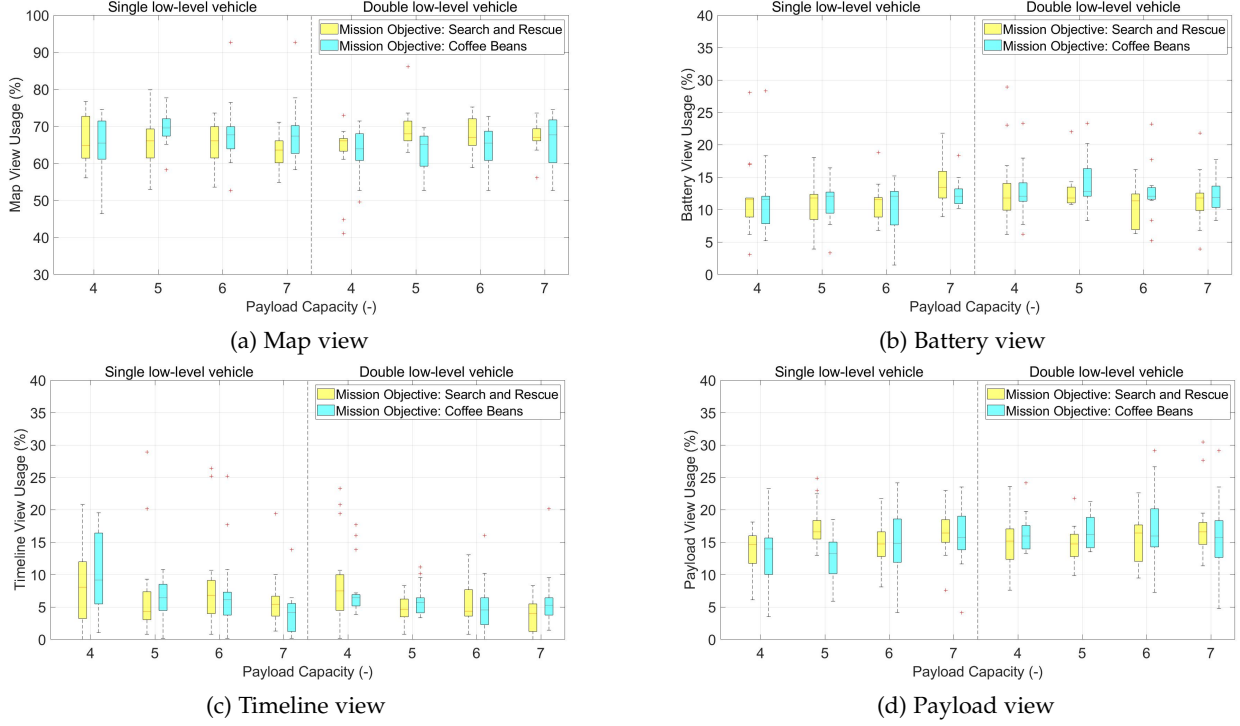 Single low-level vehicle Double low-level vehicle
Mission Objective: Search and Rescue
Mission Objective: Coffee Beans
Map View Usage (%)
100
90
80
70
60
50
40
30
4 5 6 7 4 5 6 7
Payload Capacity (-)
(a) Map view
Single low-level vehicle Double low-level vehicle
Mission Objective: Search and Rescue
Mission Objective: Coffee Beans
Battery View Usage (%)
40
35
30
25
20
15
10
5
0
4 5 6 7 4 5 6 7
Payload Capacity (-)
(b) Battery view
Single low-level vehicle Double low-level vehicle
Mission Objective: Search and Rescue
Mission Objective: Coffee Beans
Timeline View Usage (%)
40
35
30
25
20
15
10
5
0
4 5 6 7 4 5 6 7
Payload Capacity (-)
(c) Timeline view
Single low-level vehicle Double low-level vehicle
Mission Objective: Search and Rescue
Mission Objective: Coffee Beans
Payload View Usage (%)
40
35
30
25
20
15
10
5
0
4 5 6 7 4 5 6 7
Payload Capacity (-)
(d) Payload view